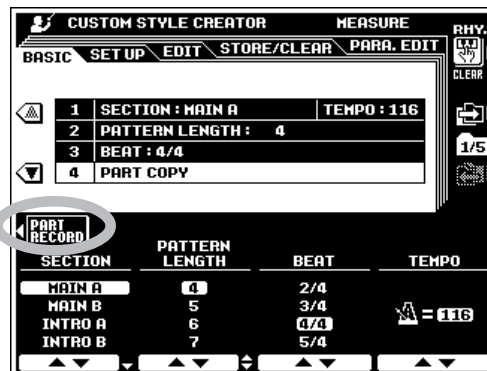 CUSTOM STYLE CREATOR MEASURE
RHY.
BASIC SET UP EDIT STORE/CLEAR PARA. EDIT
CLEAR
1 SECTION : MAIN A TEMPO : 116
2 PATTERN LENGTH : 4
3 BEAT : 4/4
4 PART COPY
1/5
PART
RECORD
SECTION PATTERN LENGTH BEAT TEMPO
MAIN A 4 2/4
MAIN B 5 3/4
INTRO A 6 4/4 = 116
INTRO B 7 5/4